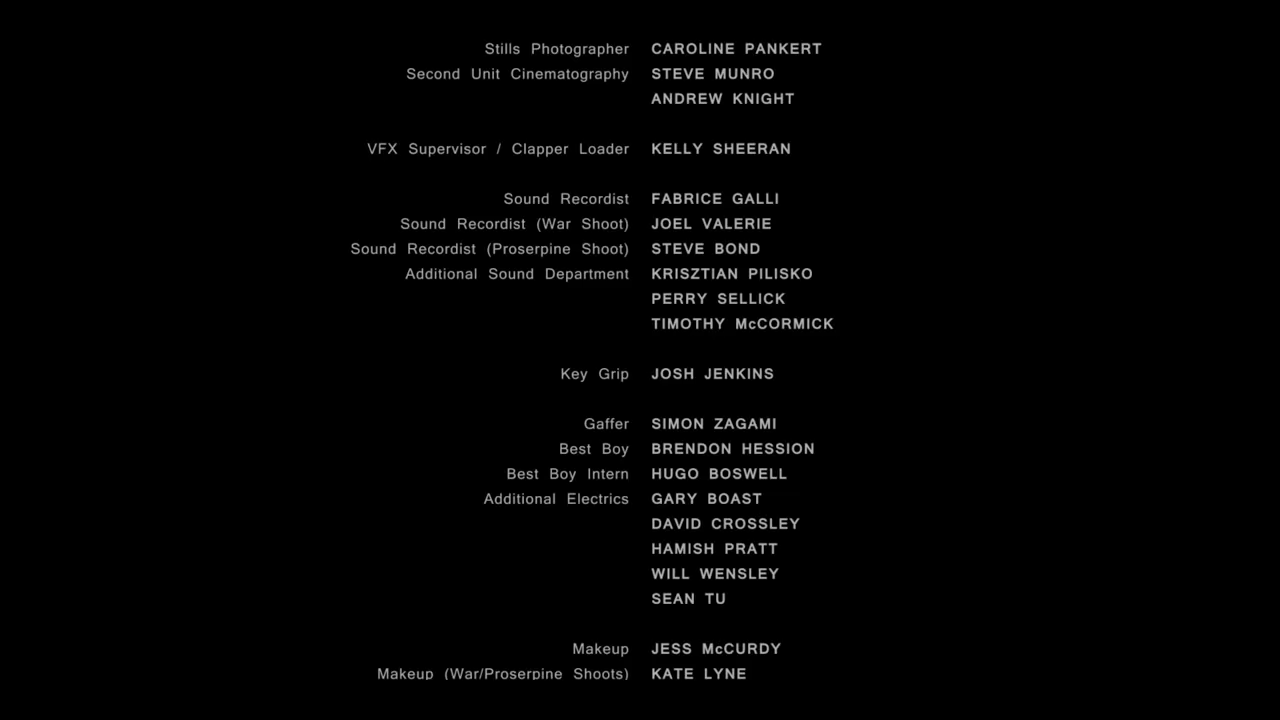 Stills Photographer CAROLINE PANKERT
Second Unit Cinematography STEVE MUNRO
ANDREW KNIGHT
VFX Supervisor / Clapper Loader KELLY SHEERAN
Sound Recordist FABRICE GALLI
Sound Recordist (War Shoot) JOEL VALERIE
Sound Recordist (Proserpine Shoot) STEVE BOND
Additional Sound Department KRISZTIAN PILISKO
PERRY SELLICK
TIMOTHY McCORMICK
Key Grip JOSH JENKINS
Gaffer SIMON ZAGAMI
Best Boy BRENDON HESSION
Best Boy Intern HUGO BOSWELL
Additional Electrics GARY BOAST
DAVID CROSSLEY
HAMISH PRATT
WILL WENSLEY
SEAN TU
Makeup JESS McCURDY
Makeup (War/Proserpine Shoots) KATE LYNE